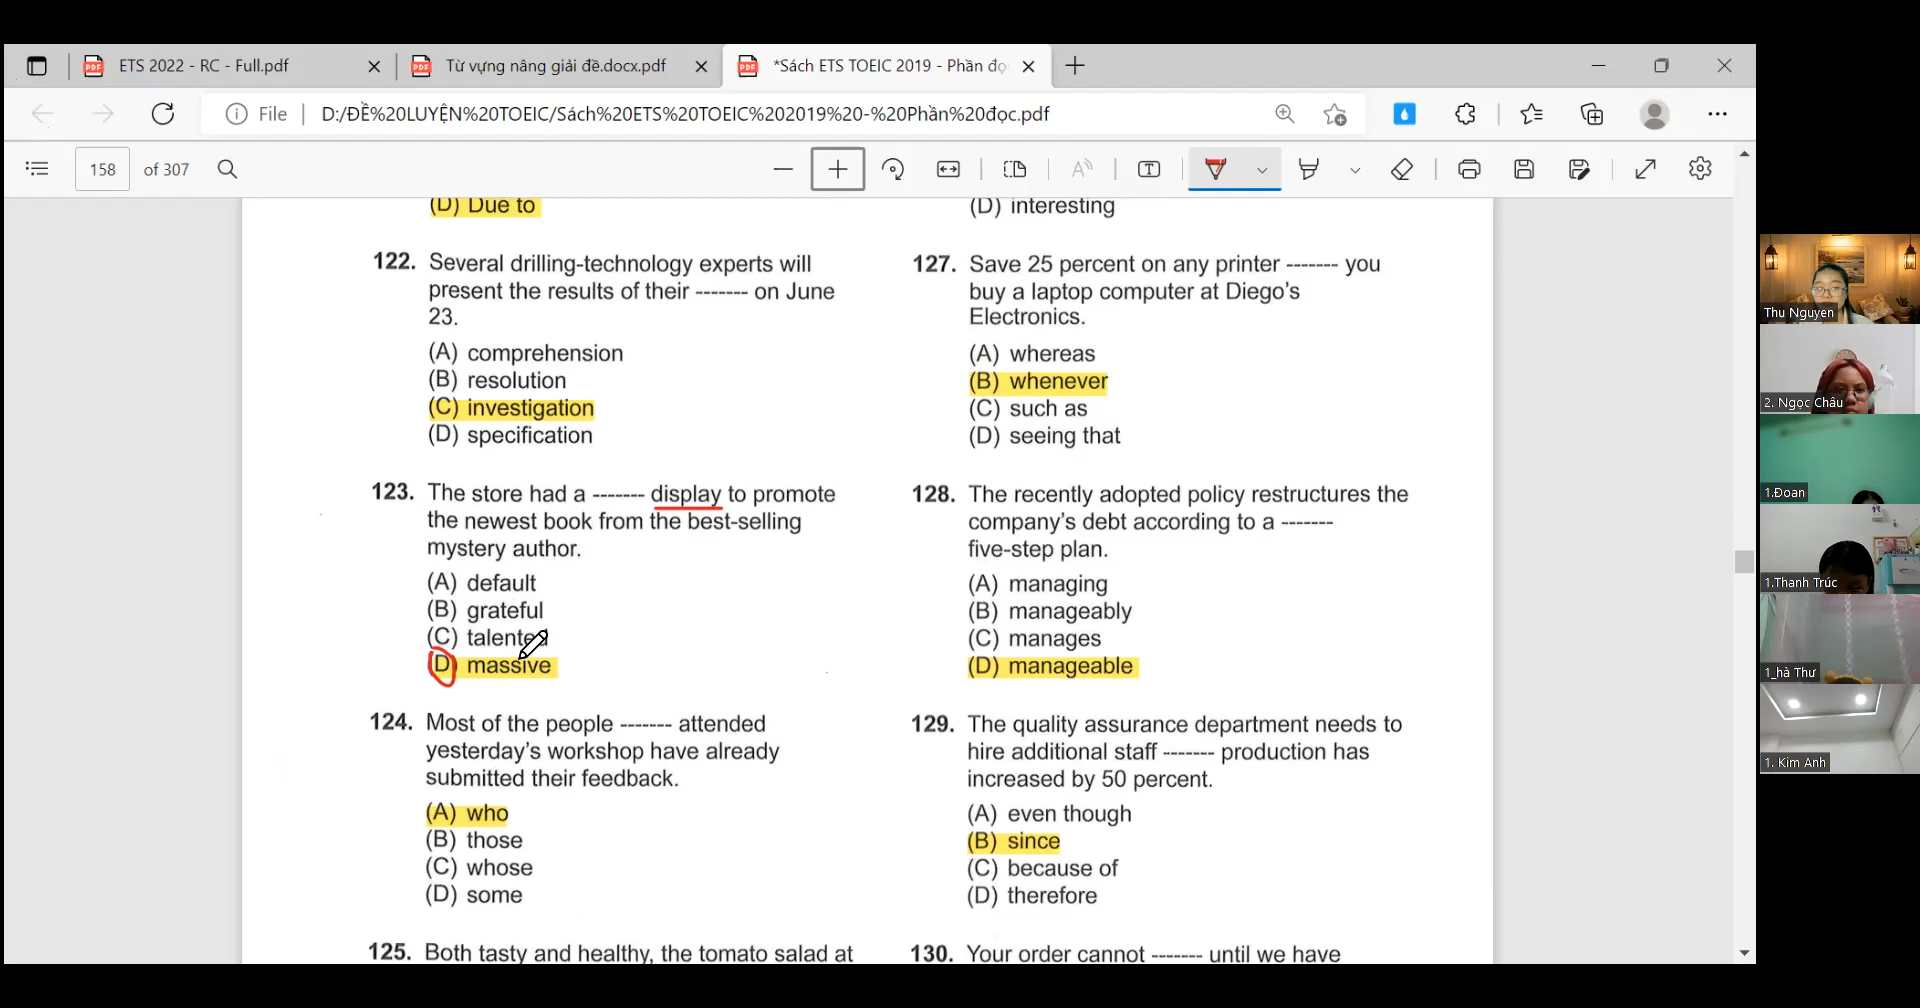 ETS 2022 - RC - Full.pdf
Từ vựng nâng giải đề.docx.pdf
*Sách ETS TOEIC 2019 - Phần đọ
File
D:/ĐỀ%20LUYỆN%20TOEIC/Sách%20ETS%20TOEIC%202019%20-%20Phần%20đọc.pdf
158 of 307
(D) Due to
122. Several drilling-technology experts will
present the results of their ------- on June
23.
(A) comprehension
(B) resolution
(C) investigation
(D) specification
123. The store had a ------- display to promote
the newest book from the best-selling
mystery author.
(A) default
(B) grateful
(C) talented
(D) massive
124. Most of the people ------- attended
yesterday's workshop have already
submitted their feedback.
(A) who
(B) those
(C) whose
(D) some
125. Both tasty and healthy, the tomato salad at
(D) interesting
127. Save 25 percent on any printer ------- you
buy a laptop computer at Diego's
Electronics.
(A) whereas
(B) whenever
(C) such as
(D) seeing that
128. The recently adopted policy restructures the
company's debt according to a -------
five-step plan.
(A) managing
(B) manageably
(C) manages
(D) manageable
129. The quality assurance department needs to
hire additional staff ------- production has
increased by 50 percent.
(A) even though
(B) since
(C) because of
(D) therefore
130. Your order cannot ------- until we have
Thu Nguyen
2. Ngọc Châu
1.Đoan
1.Thanh Trúc
1_hà Thư
1. Kim Anh